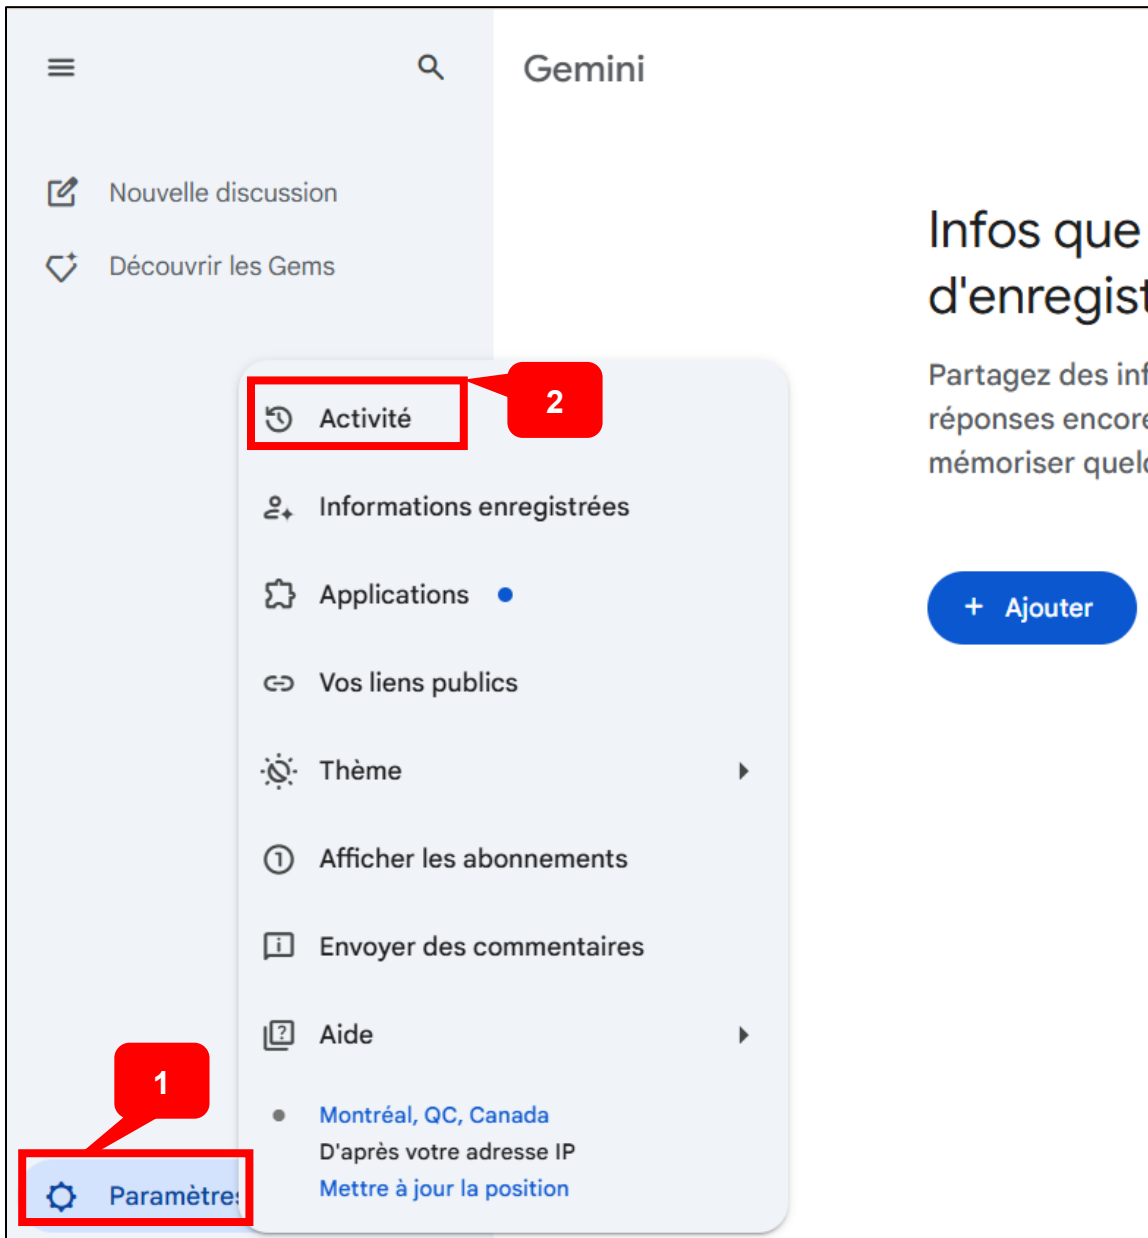 Gemini
Nouvelle discussion
Découvrir les Gems
Infos que
d'enregist
Partagez des inf
réponses encore
mémoriser quel
+ Ajouter
2
Activité
Informations enregistrées
Applications
Vos liens publics
Thème
Afficher les abonnements
Envoyer des commentaires
Aide
Montréal, QC, Canada
D'après votre adresse IP
Mettre à jour la position
1
Paramètres